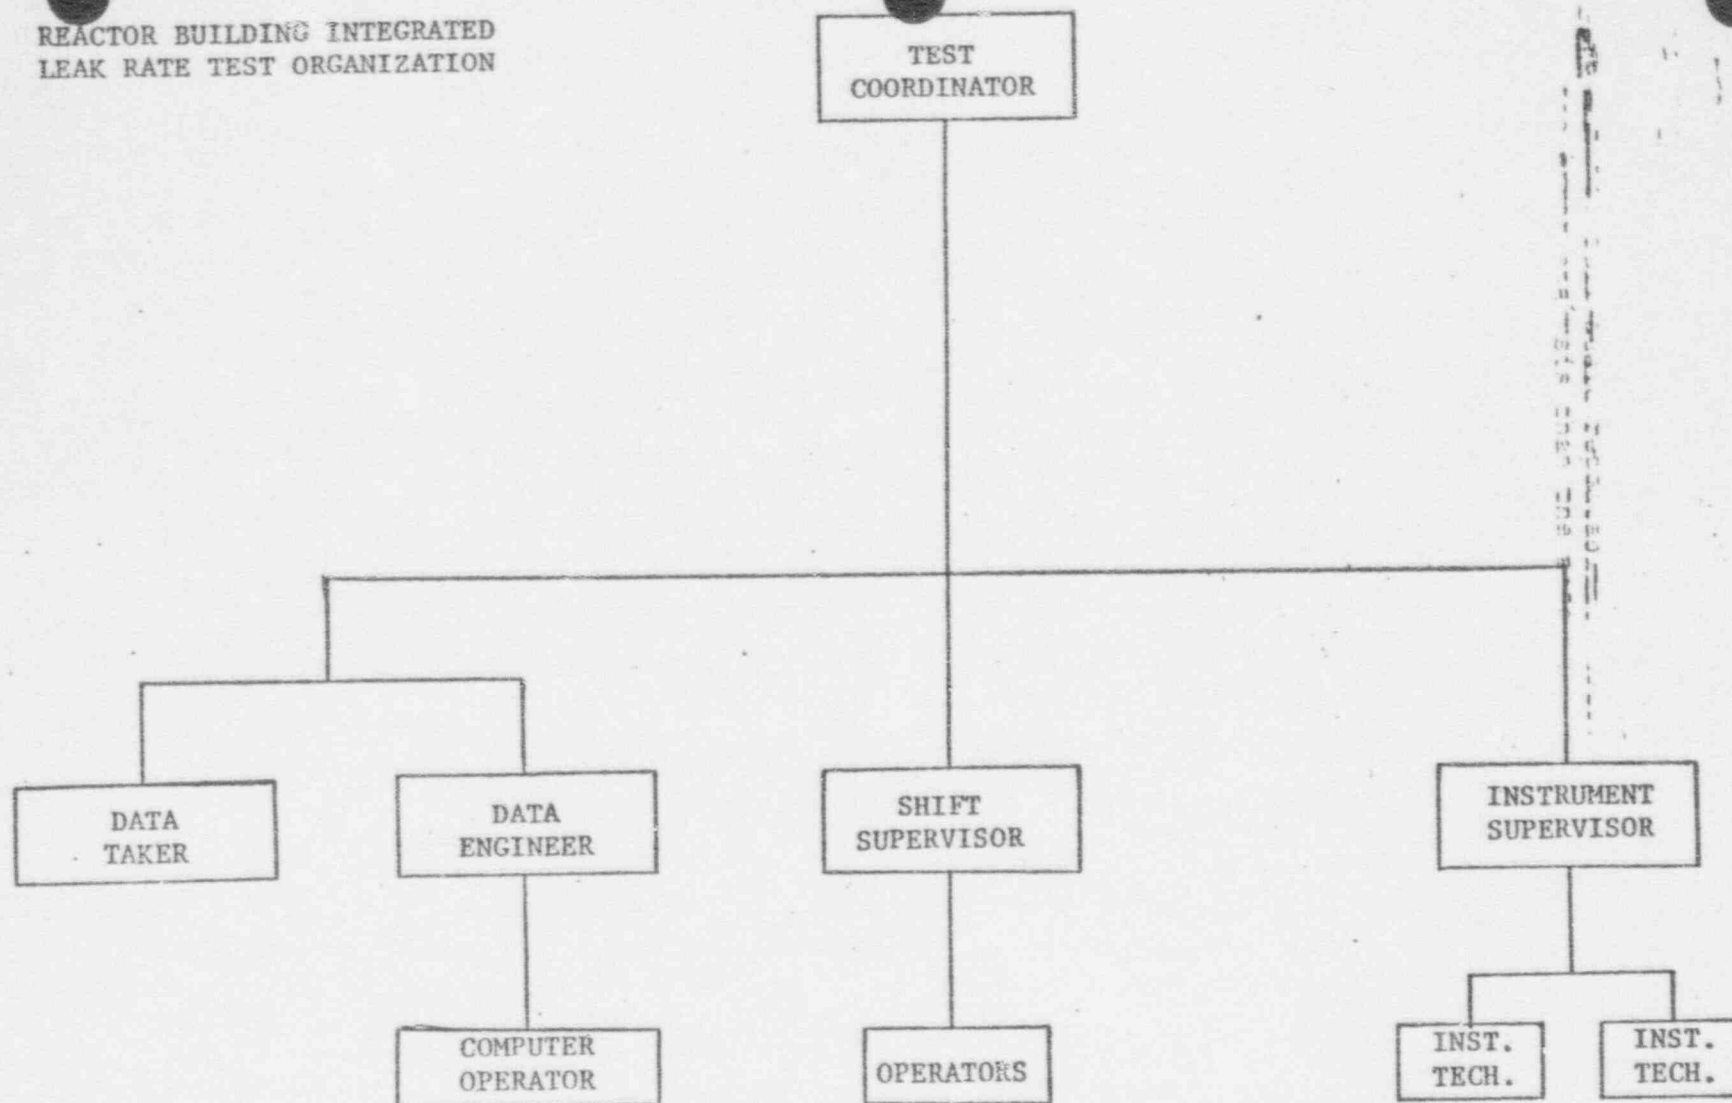 REACTOR BUILDING INTEGRATED
LEAK RATE TEST ORGANIZATION
TEST
COORDINATOR
DATA
TAKER
DATA
ENGINEER
SHIFT
SUPERVISOR
INSTRUMENT
SUPERVISOR
COMPUTER
OPERATOR
OPERATORS
INST.
TECH.
INST.
TECH.